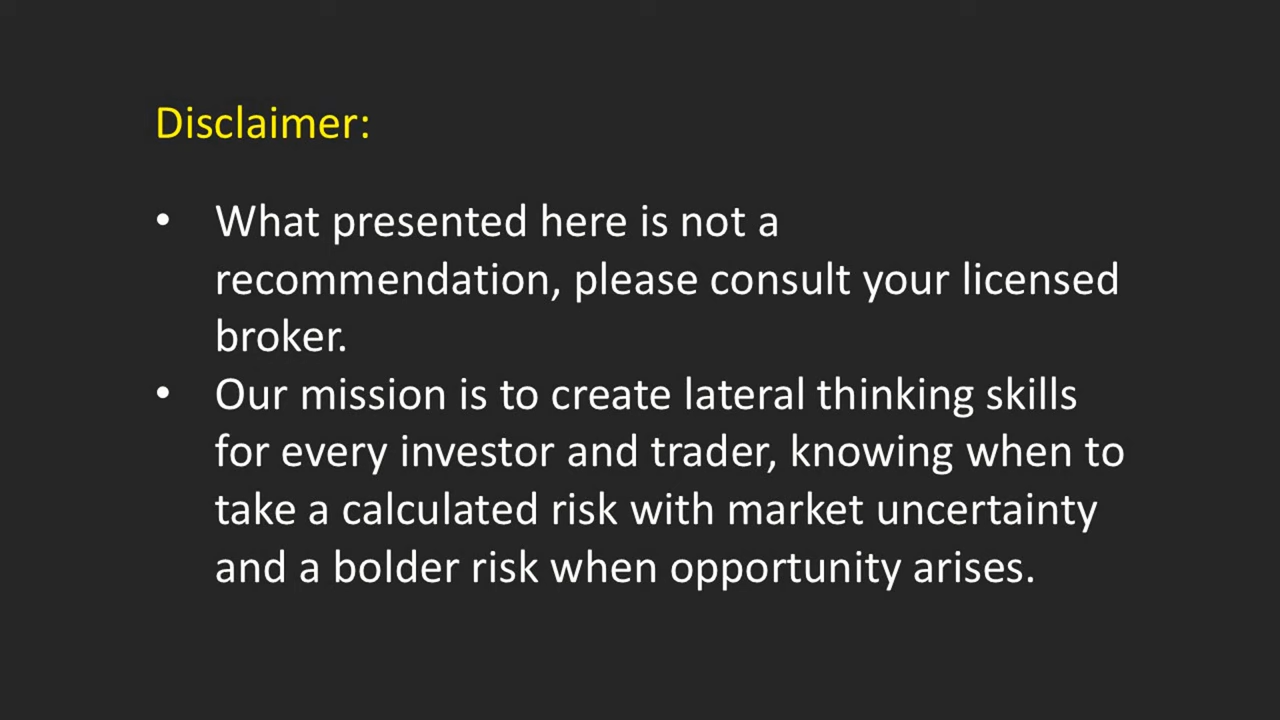 Disclaimer:
• What presented here is not a
recommendation, please consult your licensed
broker.
• Our mission is to create lateral thinking skills
for every investor and trader, knowing when to
take a calculated risk with market uncertainty
and a bolder risk when opportunity arises.